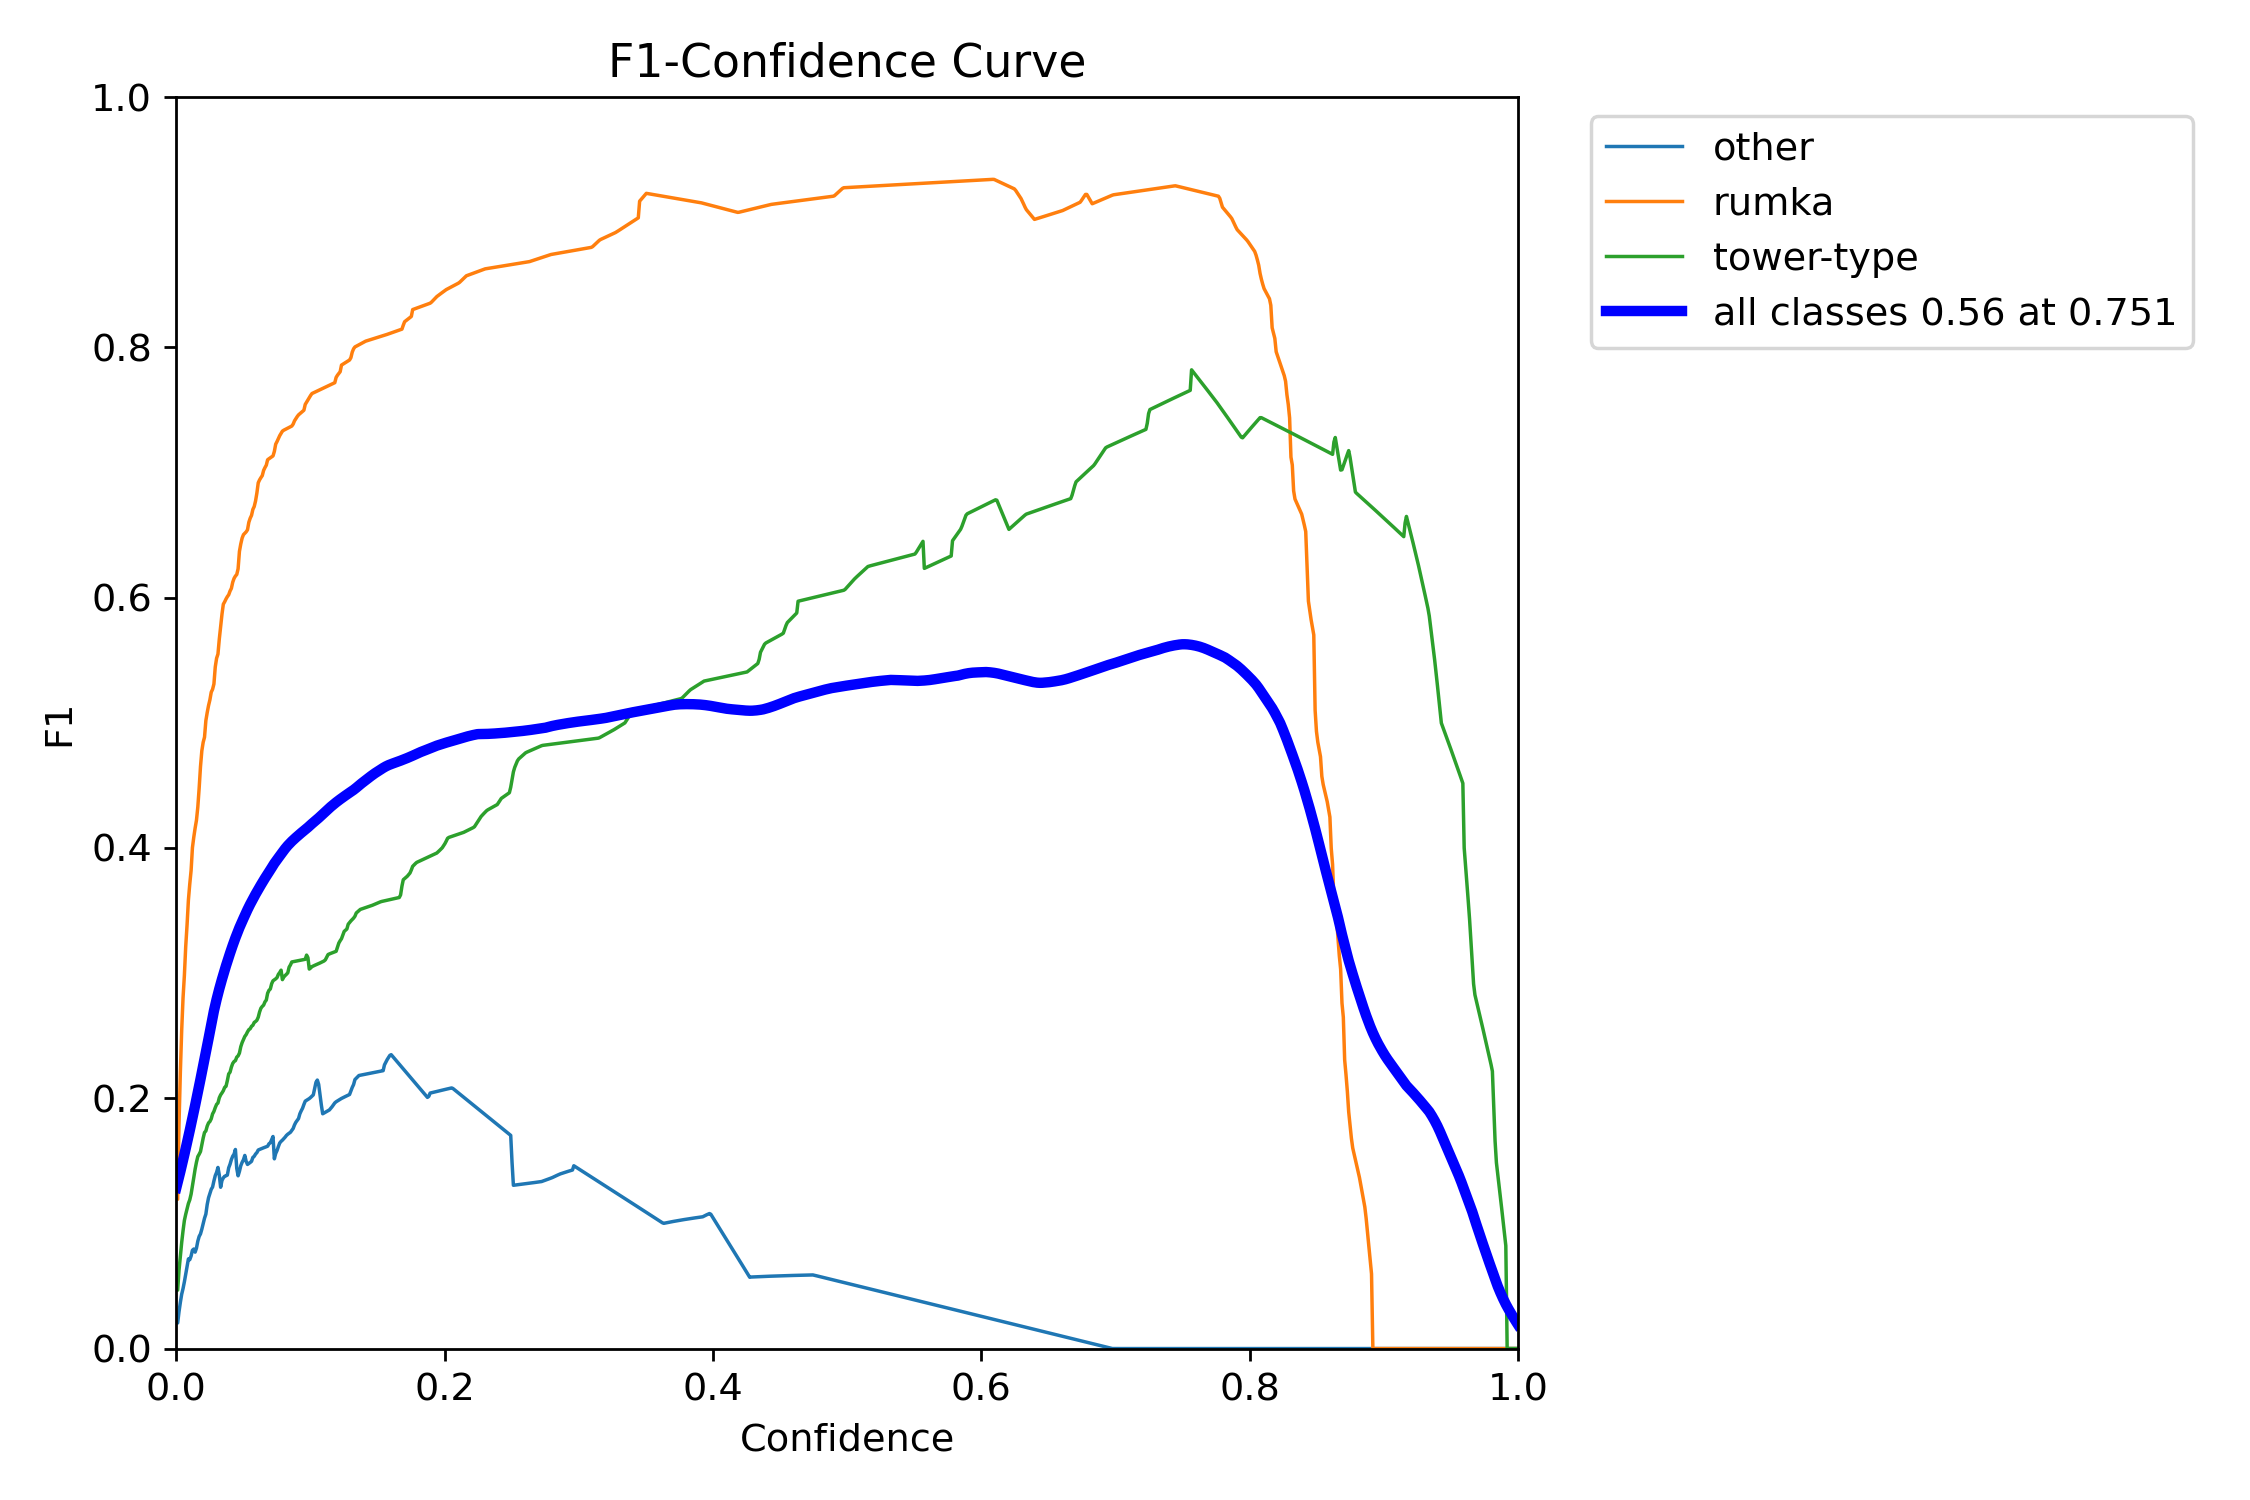 F1-Confidence Curve
1.0
0.8
0.6
0.4
0.2
0.0
F1
0.0 0.2 0.4 0.6 0.8 1.0
Confidence
other
rumka
tower-type
all classes 0.56 at 0.751